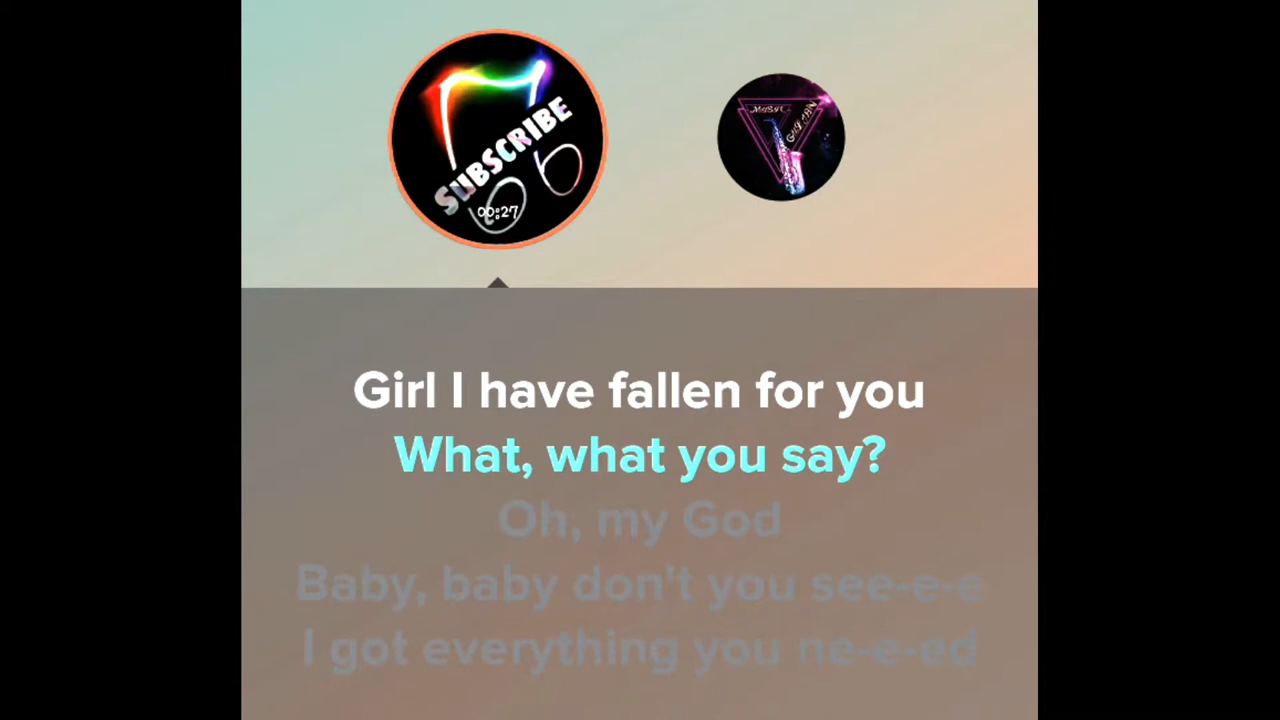 SUBSCRIBE
00:27
MUSIC
Girl I have fallen for you
What, what you say?
Oh, my God
Baby, baby don't you see-e-e
I got everything you ne-e-ed